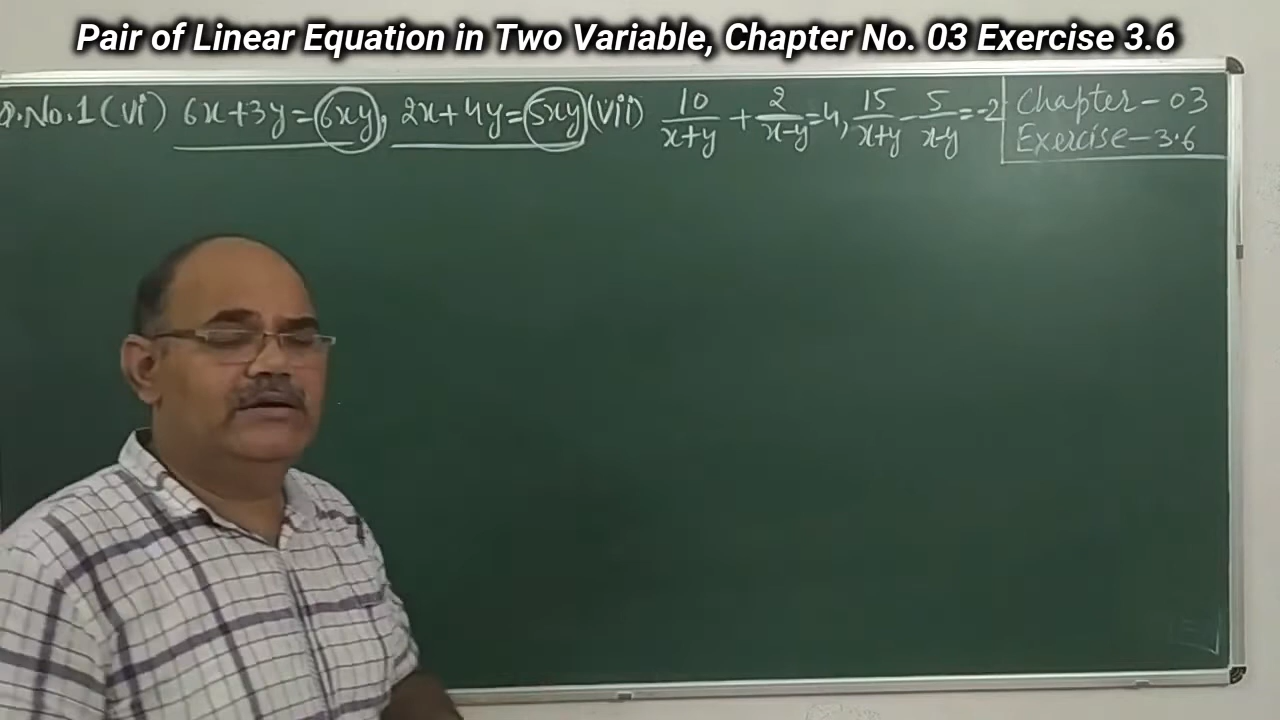 Pair of Linear Equation in Two Variable, Chapter No. 03 Exercise 3.6
Q.No.1 (vi) 6x+3y=6xy, 2x+4y=5xy (vii) 10/x+y + 2/x-y=4, 15/x+y - 5/x-y=-2
Chapter-03
Exercise-3.6